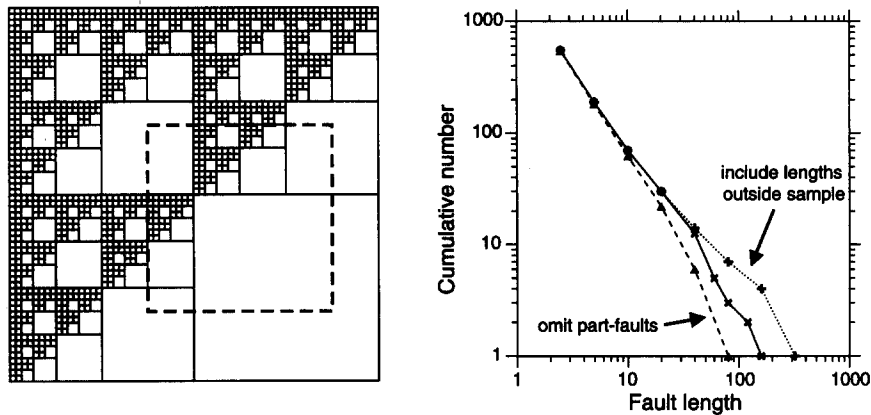 1000
100
10
1
Cumulative number
include lengths
outside sample
omit part-faults
1
10
100
1000
Fault length